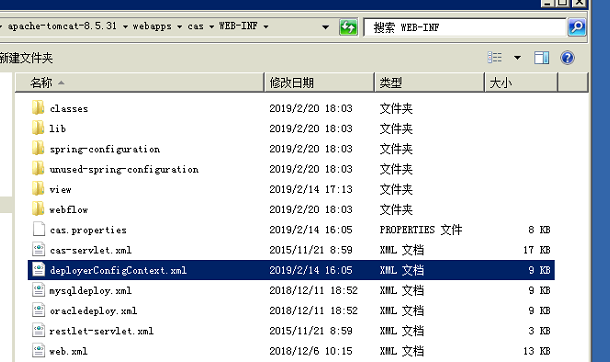 apache-tomcat-8.5.31 webapps cas WEB-INF 搜索 WEB-INF
新建文件夹
名称 修改日期 类型 大小
classes 2019/2/20 18:03 文件夹
lib 2019/2/20 18:03 文件夹
spring-configuration 2019/2/20 18:03 文件夹
unused-spring-configuration 2019/2/20 18:03 文件夹
view 2019/2/14 17:13 文件夹
webflow 2019/2/20 18:03 文件夹
cas.properties 2019/2/14 16:05 PROPERTIES 文件 8 KB
cas-servlet.xml 2015/11/21 8:59 XML 文档 17 KB
deployerConfigContext.xml 2019/2/14 16:05 XML 文档 9 KB
mysqldeploy.xml 2018/12/11 18:52 XML 文档 9 KB
oracledeploy.xml 2018/12/11 18:52 XML 文档 9 KB
restlet-servlet.xml 2015/11/21 8:59 XML 文档 3 KB
web.xml 2018/12/6 10:15 XML 文档 13 KB